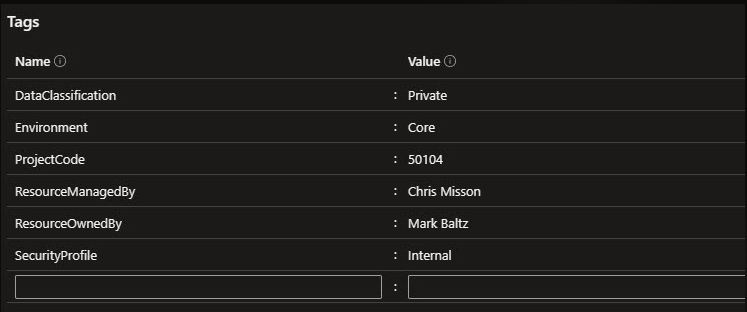 Tags
Name Value
DataClassification : Private
Environment : Core
ProjectCode : 50104
ResourceManagedBy : Chris Misson
ResourceOwnedBy : Mark Baltz
SecurityProfile : Internal
: